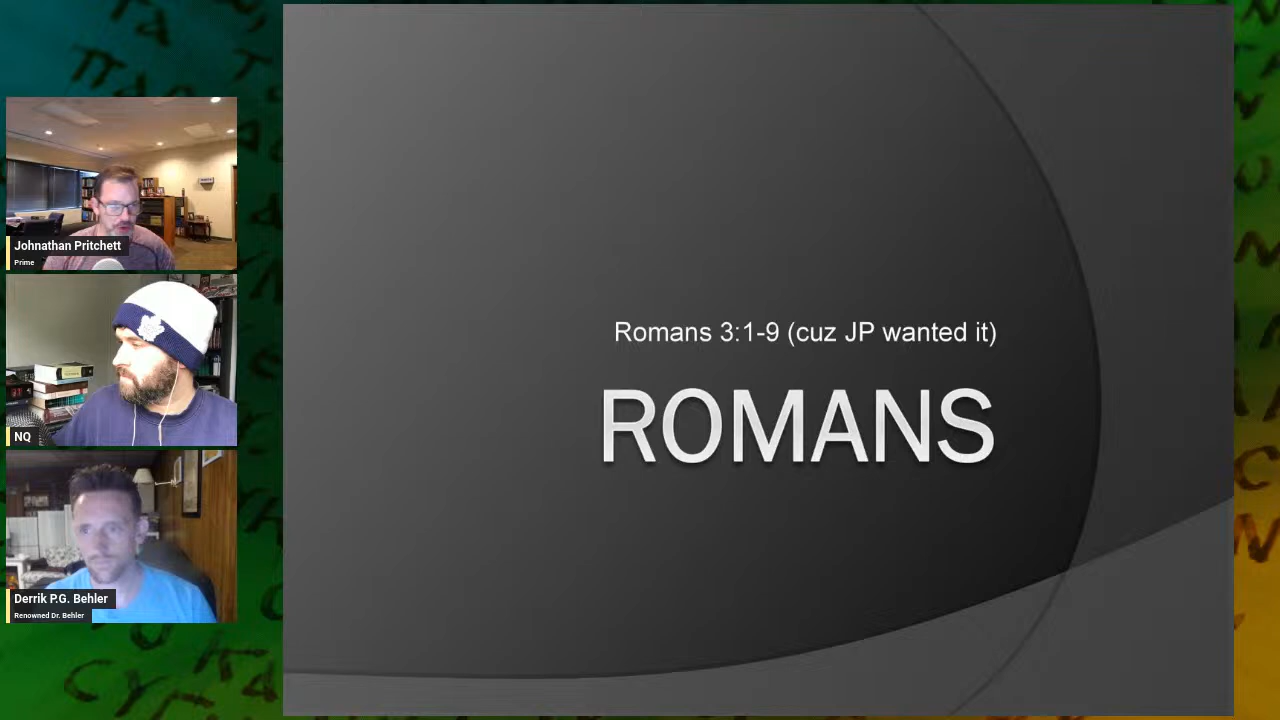 Johnathan Pritchett
Prime
NQ
Derrik P.G. Behler
Renowned Dr. Behler
Romans 3:1-9 (cuz JP wanted it)
ROMANS